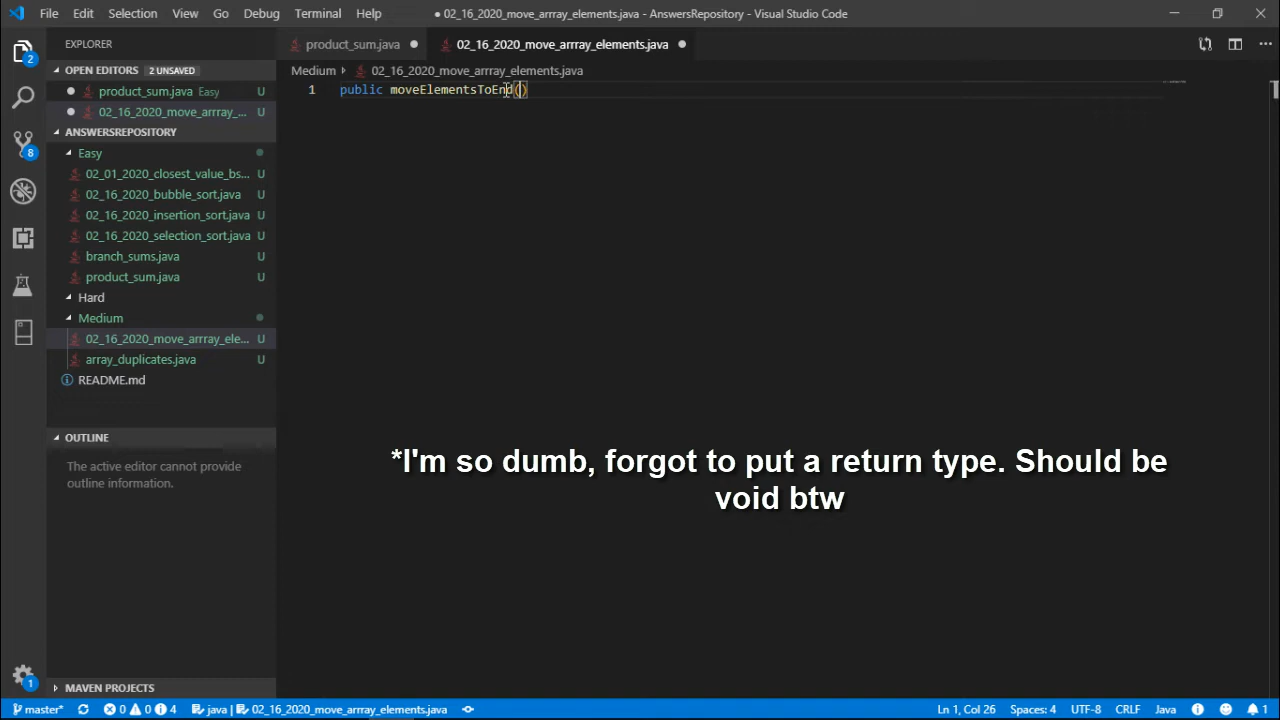 File Edit Selection View Go Debug Terminal Help
● 02_16_2020_move_arrray_elements.java - AnswersRepository - Visual Studio Code
EXPLORER
product_sum.java ●
02_16_2020_move_arrray_elements.java ●
OPEN EDITORS 2 UNSAVED
Medium 02_16_2020_move_arrray_elements.java
product_sum.java Easy U
1 public moveElementsToEnd()
02_16_2020_move_arrray_... U
ANSWERSREPOSITORY
Easy
02_01_2020_closest_value_bs... U
02_16_2020_bubble_sort.java U
02_16_2020_insertion_sort.java U
02_16_2020_selection_sort.java U
branch_sums.java U
product_sum.java U
Hard
Medium
02_16_2020_move_arrray_ele... U
array_duplicates.java U
README.md
OUTLINE
The active editor cannot provide
outline information.
*I'm so dumb, forgot to put a return type. Should be
void btw
MAVEN PROJECTS
2
8
1
master* 0 0 4 java | 02_16_2020_move_arrray_elements.java Ln 1, Col 26 Spaces: 4 UTF-8 CRLF Java 1